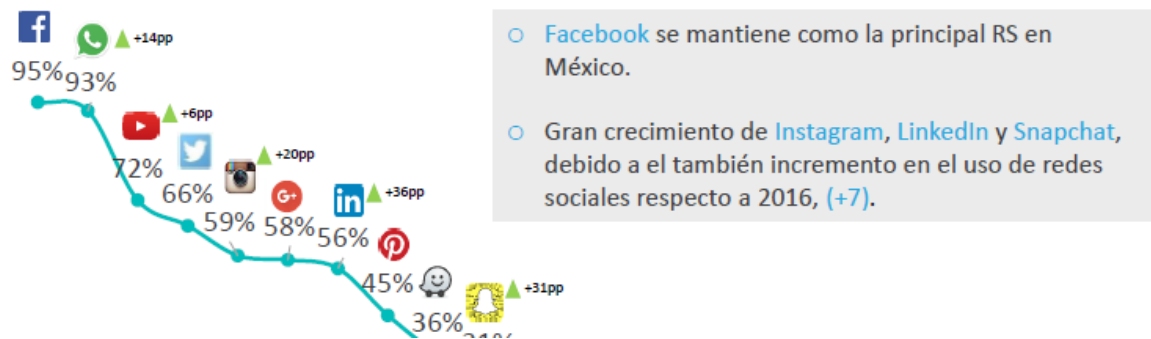 +14pp
95%
93%
+6pp
72%
66%
+20pp
59%
G+
58%
in
+36pp
56%
45%
36%
+31pp
Facebook se mantiene como la principal RS en
México.
Gran crecimiento de Instagram, LinkedIn y Snapchat,
debido a el también incremento en el uso de redes
sociales respecto a 2016, (+7).